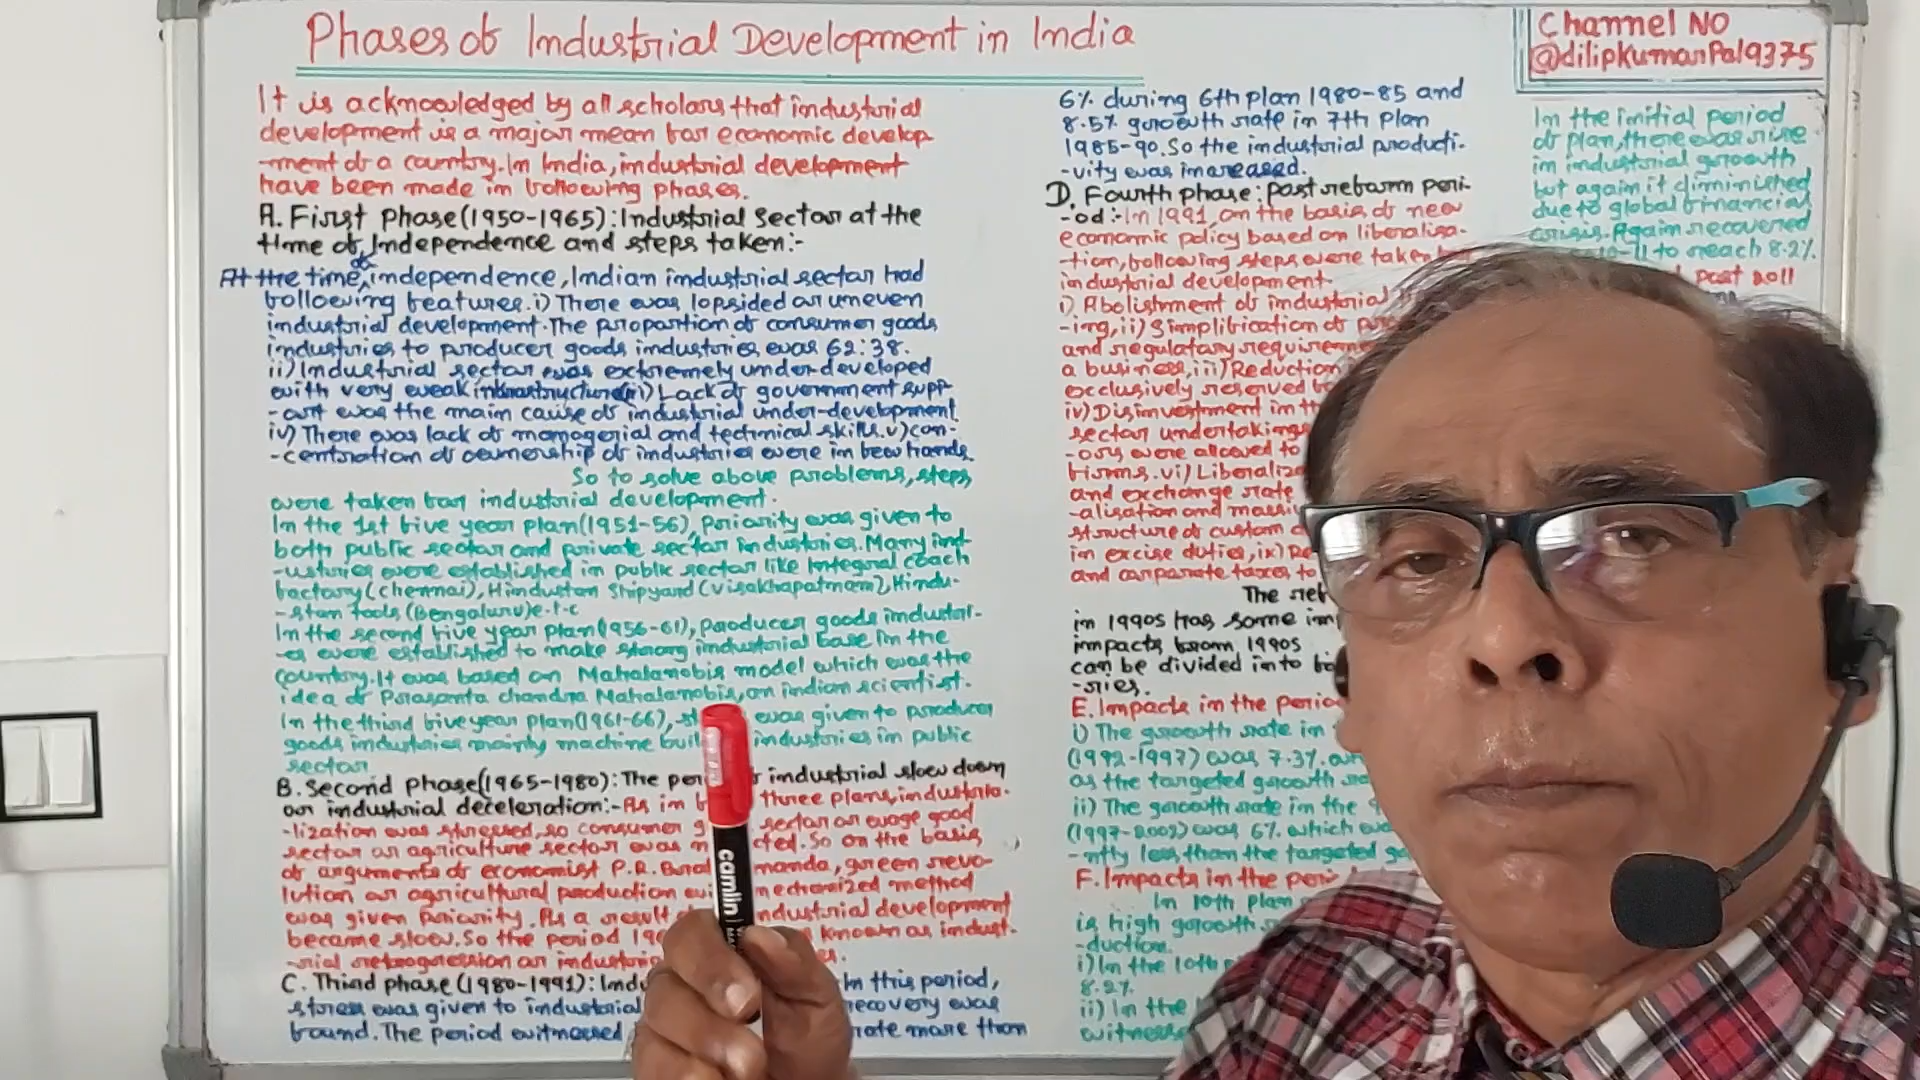 Phases of Industrial Development in India
It is acknowledged by all scholars that industrial
development is a major mean for economic develop
-ment of a country. In India, industrial development
have been made in following phases.
A. First Phase (1950-1965): Industrial Sector at the
time of Independence and steps taken:-
At the time of independence, Indian industrial sector had
following features. i) There was lopsided or uneven
industrial development. The proportion of consumer goods
industries to producer goods industries was 62:38.
ii) Industrial sector was extremely under-developed
with very weak infrastructure iii) Lack of government supp
-ort was the main cause of industrial under-development.
iv) There was lack of managerial and technical skills. v) con-
-centration of ownership of industries were in few hands.
So to solve above problems, steps
were taken for industrial development.
In the 1st five year plan (1951-56), Priority was given to
both public sector and private sector industries. Many ind-
-ustries were established in public sector like Integral coach
factory (chennai), Hindustan Shipyard (Visakhapatnam), Hindu-
-stan tools (Bengaluru) e.t.c
In the second five year plan (1956-61), producer goods industri-
-es were established to make strong industrial base in the
country. It was based on Mahalanobis model which was the
idea of Prasanta chandra Mahalanobis, an indian scientist.
In the third five year plan (1961-66), was given to producer
goods industries mainly machine industries in public
sector
B. Second Phase (1965-1980): The industrial slow down
or industrial deceleration:- As in three plans, industria-
-lization was stressed, so consumer sector or wage good
sector or agriculture sector was So on the basis
of arguments of economist P.R. green revo-
lution or agricultural production mechanized method
was given Priority. As a result industrial development
became slow. So the period known as indust-
-rial retrogression or
C. Third phase (1980-1991): In this period,
stress was given to industrial recovery was
found. The period witnessed rate more than
6% during 6th plan 1980-85 and
8.5% growth rate in 7th Plan
1985-90. So the industrial producti-
-vity was increased.
D. Fourth phase: Post reform peri-
-od:- In 1991, on the basis of new
economic policy based on liberalisa-
-tion, following steps were taken
industrial development.
i) Abolishment of industrial
-ing, ii) Simplification of
and regulatory
a business, iii) Reduction
exclusively reserved
iv) Disinvestment in
sector undertakings
-ors were allowed to
firms. vi)
and exchange rate
-alisation and
structure of custom
in excise duties, ix)
and corporate taxes to
The
in 1990s has some
impacts from 1990s
can be divided into
-ries.
E. Impacts in the
i) The growth rate in
(1992-1997) was 7.3%.
as the targeted growth
ii) The growth rate in the
(1997-2002) was 6% which
-ntly less than the targeted
F. Impacts in the
In 10th Plan
is high growth
-duction.
i) In the 10th
8.2%.
ii) In the
Channel No
@dilipkumarPal9375
In the initial period
of plan, there was rise
in industrial growth
but again it diminished
due to global financial
crisis. Again recovered
to reach 8.2%.
camlin